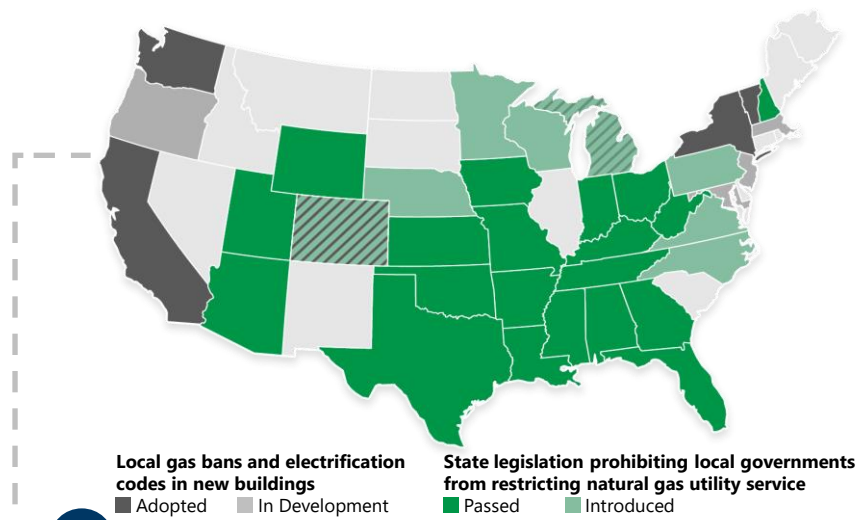 Local gas bans and electrification
codes in new buildings
Adopted In Development
State legislation prohibiting local governments
from restricting natural gas utility service
Passed Introduced